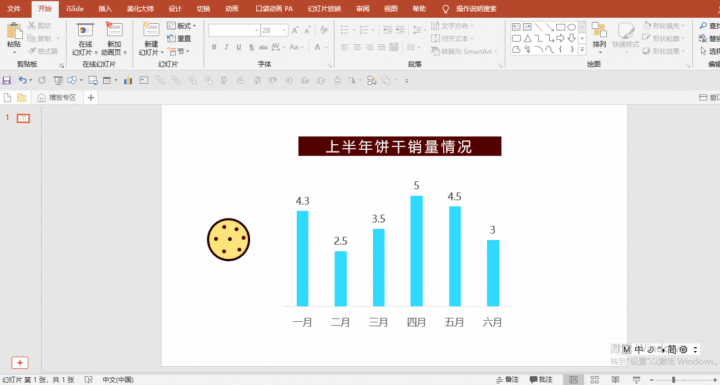 文件 开始 iSlide 插入 美化大师 设计 切换 动画 口袋动画 PA 幻灯片放映 审阅 视图 帮助 操作说明搜索
粘贴 剪切 复制 格式刷
在线幻灯片 新加动画页
新建幻灯片 版式 重置 节
28
文字方向 对齐文本 转换为 SmartArt
排列 快速样式 形状填充 形状轮廓 形状效果
剪贴板 在线幻灯片 幻灯片 字体 段落 绘图 编辑
模板专区
1
上半年饼干销量情况
4.3
2.5
3.5
5
4.5
3
一月 二月 三月 四月 五月 六月
M 中 简
幻灯片 第 1 张，共 1 张 中文(中国) 备注 批注